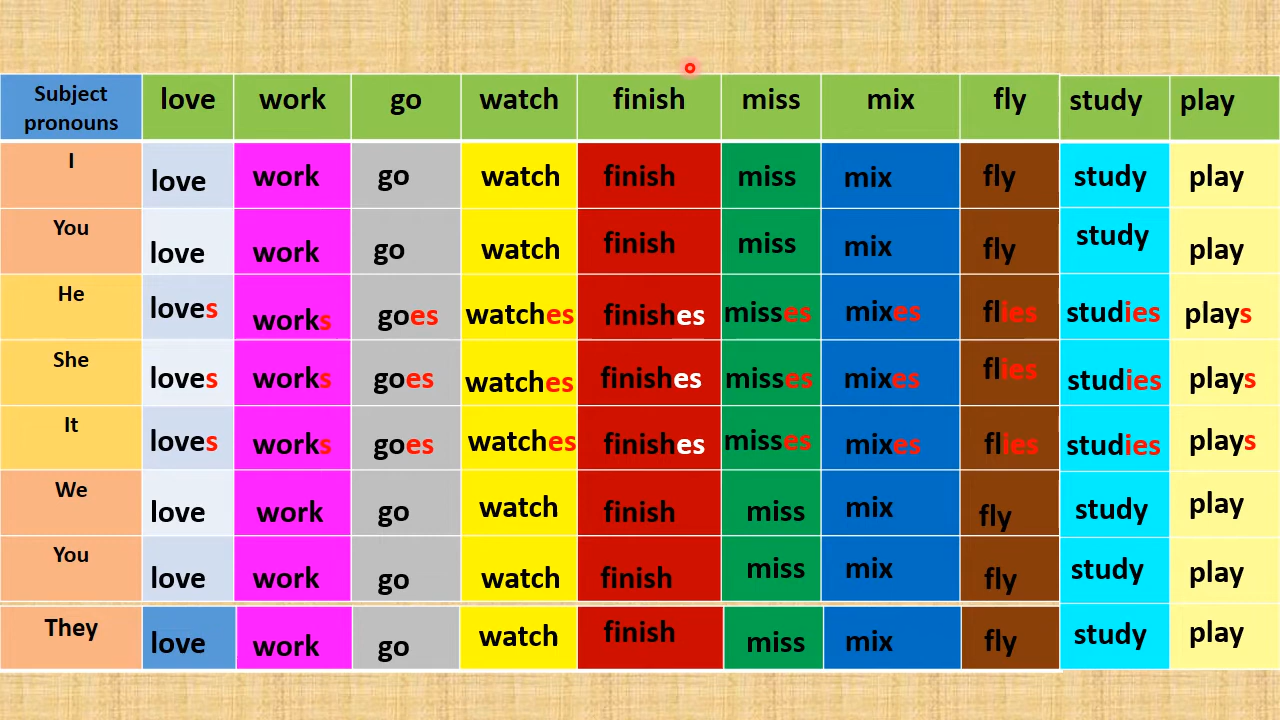 Subject pronouns love work go watch finish miss mix fly study play
I love work go watch finish miss mix fly study play
You love work go watch finish miss mix fly study play
He loves works goes watches finishes misses mixes flies studies plays
She loves works goes watches finishes misses mixes flies studies plays
It loves works goes watches finishes misses mixes flies studies plays
We love work go watch finish miss mix fly study play
You love work go watch finish miss mix fly study play
They love work go watch finish miss mix fly study play